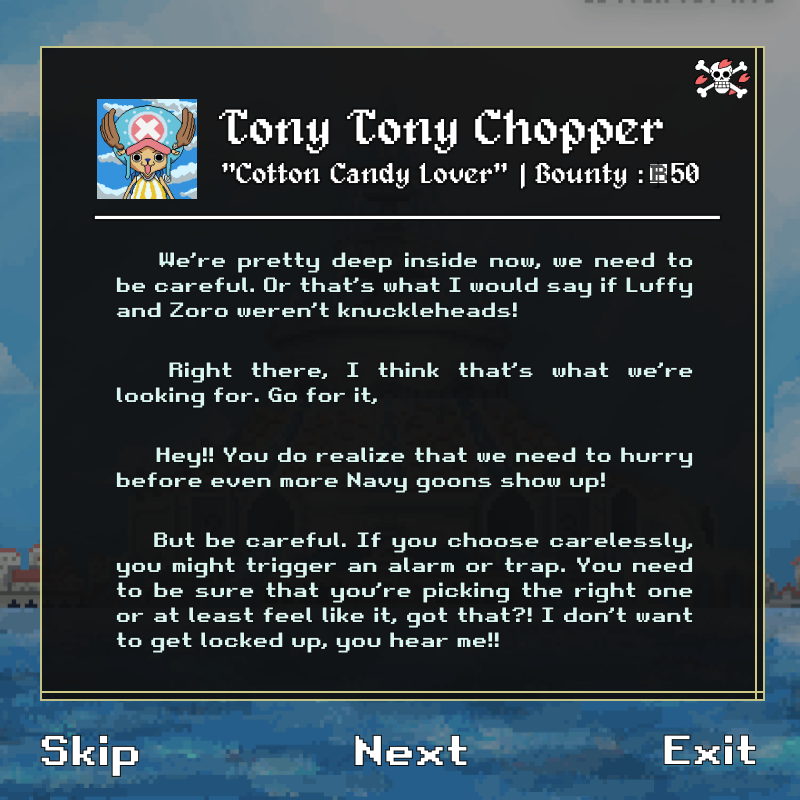 Tony Tony Chopper
"Cotton Candy Lover" | Bounty : 50
We're pretty deep inside now, we need to
be careful. Or that's what I would say if Luffy
and Zoro weren't knuckleheads!
Right there, I think that's what we're
looking for. Go for it,
Hey!! You do realize that we need to hurry
before even more Navy goons show up!
But be careful. If you choose carelessly,
you might trigger an alarm or trap. You need
to be sure that you're picking the right one
or at least feel like it, got that?! I don't want
to get locked up, you hear me!!
Skip Next Exit